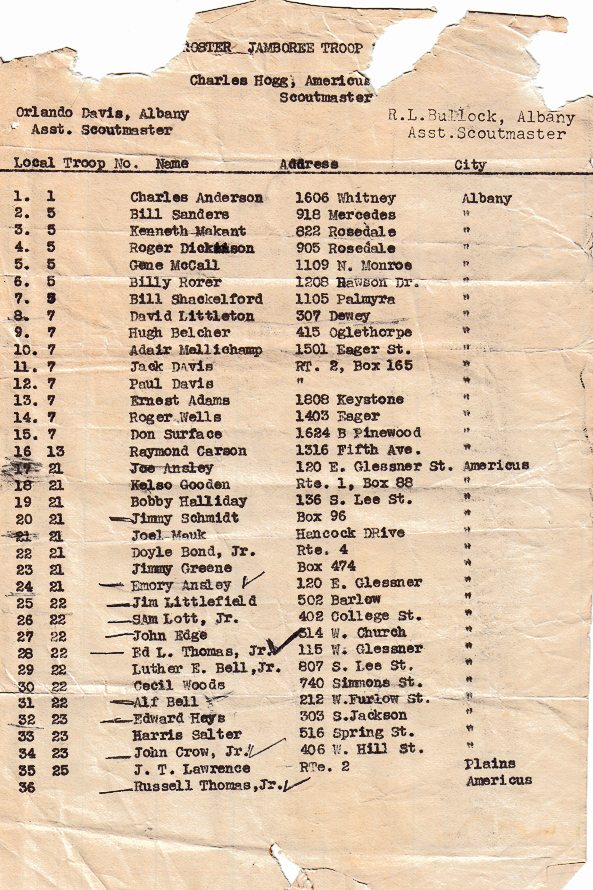 ROSTER JAMBOREE TROOP
Charles Hogg, Americus
Scoutmaster
Orlando Davis, Albany
Asst. Scoutmaster
R.L.Bullock, Albany
Asst.Scoutmaster
Local Troop No. Name Address City
1. 1 Charles Anderson 1606 Whitney Albany
2. 5 Bill Sanders 918 Mercedes "
3. 5 Kenneth Makant 822 Rosedale "
4. 5 Roger Dickinson 905 Rosedale "
5. 5 Gene McCall 1109 N. Monroe "
6. 5 Billy Rorer 1208 Dawson Dr. "
7. Bill Shackelford 1105 Palmyra "
8. 7 David Littleton 307 Dewey "
9. 7 Hugh Belcher 415 Oglethorpe "
10. 7 Adair Mellichamp 1501 Eager St. "
11. 7 Jack DAvis RT. 2, Box 165 "
12. 7 Paul Davis " "
13. 7 Ernest Adams 1808 Keystone "
14. 7 Roger Wells 1403 Eager "
15. 7 Don Surface 1624 B Pinewood "
16 13 Raymond Carson 1316 Fifth Ave. "
17 21 Joe Ansley 120 E. Glessner St. Americus
18 21 Kelso Gooden Rte. 1, Box 88 "
19 21 Bobby Halliday 136 S. Lee St. "
20 21 Jimmy Schmidt Box 96 "
21 21 Joel Mauk Hancock DRive "
22 21 Doyle Bond, Jr. Rte. 4 "
23 21 Jimmy Greene Box 474 "
24 21 Emory Ansley 120 E. Glessner "
25 22 Jim Littlefield 502 Barlow "
26 22 SAm Lott, Jr. 402 College St. "
27 22 John Edge 514 W. Church "
28 22 Ed L. Thomas, Jr. 115 W. Glessner "
29 22 Luther E. Bell,Jr. 807 S. Lee St. "
30 22 Cecil Woods 740 Simmons St. "
31 22 Alf Bell 212 W.Furlow St. "
32 23 Edward Hays 303 S.Jackson "
33 23 Harris Salter 516 Spring St. "
34 23 John Crow, Jr. 406 W. Hill St. "
35 25 J. T. Lawrence RTe. 2 Plains
36 Russell Thomas,Jr. Americus